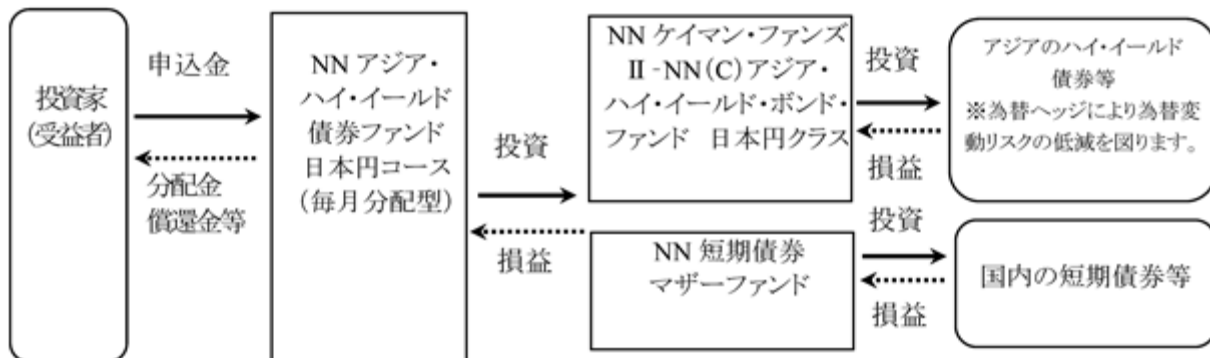 投資家
(受益者)
申込金
分配金
償還金等
NN アジア・
ハイ・イールド
債券ファンド
日本円コース
(毎月分配型)
投資
損益
NN ケイマン・ファンズ
Ⅱ-NN(C)アジア・
ハイ・イールド・ボンド・
ファンド 日本円クラス
投資
損益
アジアのハイ・イールド
債券等
※為替ヘッジにより為替変
動リスクの低減を図ります。
NN 短期債券
マザーファンド
投資
損益
国内の短期債券等